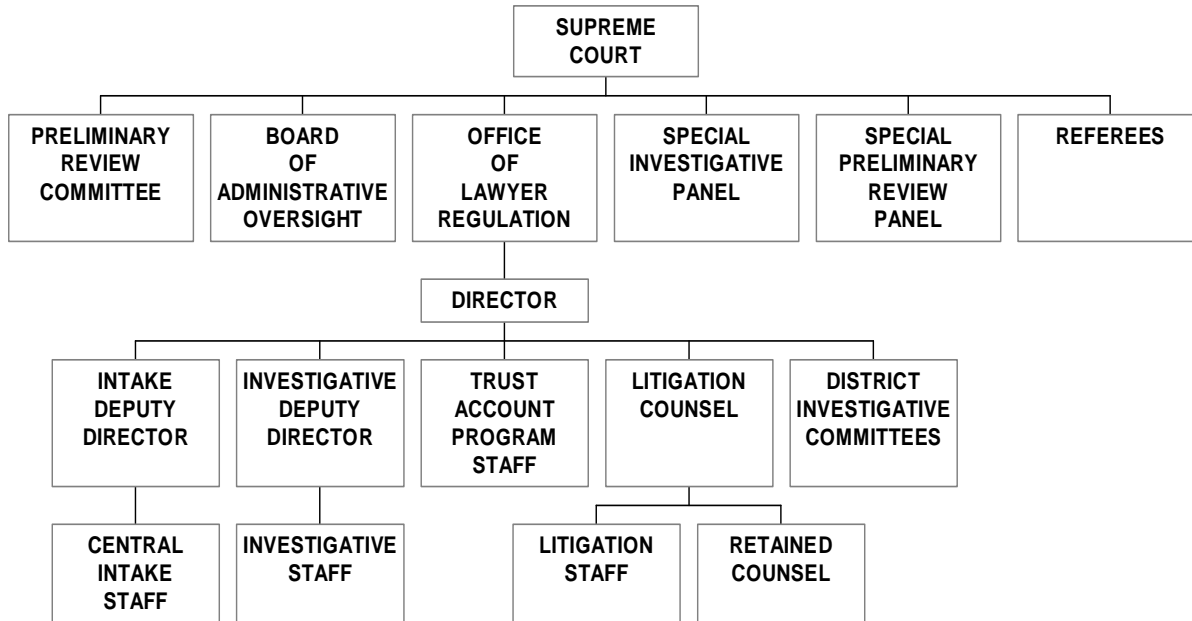 SUPREME
COURT
PRELIMINARY
REVIEW
COMMITTEE
BOARD
OF
ADMINISTRATIVE
OVERSIGHT
OFFICE
OF
LAWYER
REGULATION
SPECIAL
INVESTIGATIVE
PANEL
SPECIAL
PRELIMINARY
REVIEW
PANEL
REFEREES
DIRECTOR
INTAKE
DEPUTY
DIRECTOR
INVESTIGATIVE
DEPUTY
DIRECTOR
TRUST
ACCOUNT
PROGRAM
STAFF
LITIGATION
COUNSEL
DISTRICT
INVESTIGATIVE
COMMITTEES
CENTRAL
INTAKE
STAFF
INVESTIGATIVE
STAFF
LITIGATION
STAFF
RETAINED
COUNSEL